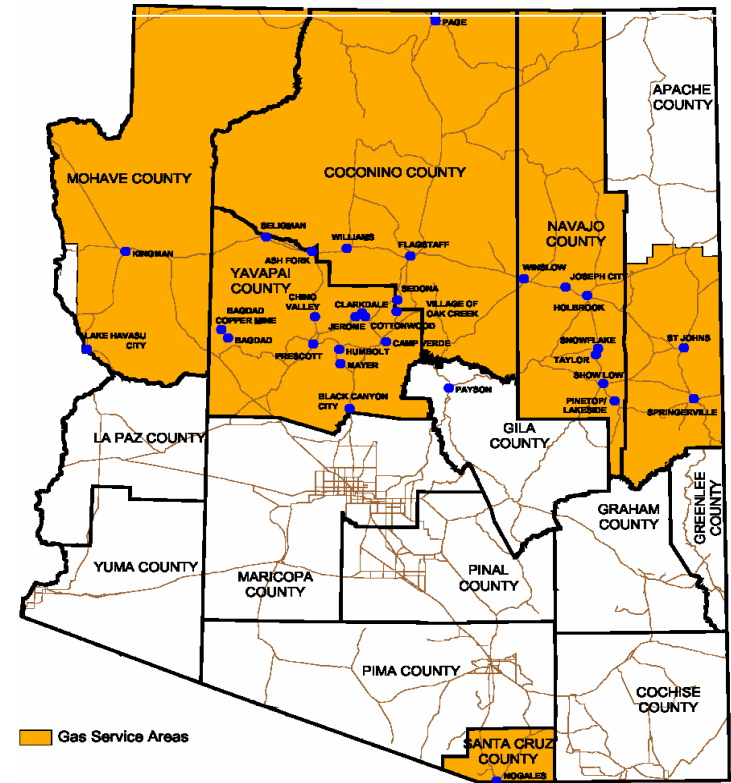 PAGE
APACHE
COUNTY
MOHAVE COUNTY
COCONINO COUNTY
NAVAJO
COUNTY
SELIGMAN
WILLIAMS
FLAGSTAFF
KINGMAN
ASH FORK
YAVAPAI
COUNTY
WINSLOW
JOSEPH CITY
HOLBROOK
SEDONA
VILLAGE OF
OAK CREEK
CHINO
VALLEY
CLARKDALE
JEROME
COTTONWOOD
BAGDAD
COPPER MINE
BAGDAD
CAMP VERDE
PRESCOTT
HUMBOLT
MAYER
LAKE HAVASU
CITY
SNOWFLAKE
TAYLOR
ST JOHNS
SHOW LOW
PAYSON
PINETOP/
LAKESIDE
SPRINGERVILLE
BLACK CANYON
CITY
LA PAZ COUNTY
GILA
COUNTY
GREENLEE
COUNTY
GRAHAM
COUNTY
YUMA COUNTY
MARICOPA
COUNTY
PINAL
COUNTY
PIMA COUNTY
COCHISE
COUNTY
Gas Service Areas
SANTA CRUZ
COUNTY
NOGALES